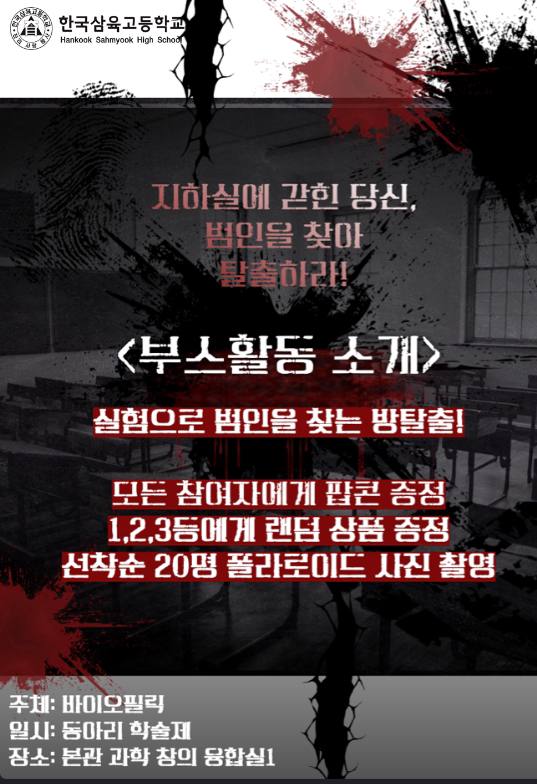 한국삼육고등학교
Hankook Sahmyook High School
지하실에 갇힌 당신,
범인을 찾아
탈출하라!
<부스활동 소개>
실험으로 범인을 찾는 방탈출!
모든 참여자에게 팝콘 증정
1,2,3등에게 랜덤 상품 증정
선착순 20명 폴라로이드 사진 촬영
주체: 바이오필릭
일시: 동아리 학술제
장소: 본관 과학 창의 융합실1